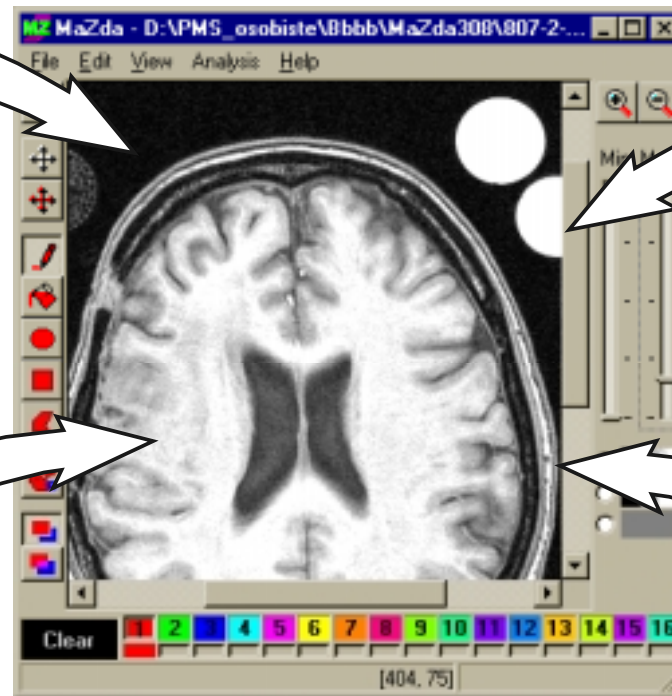 MZ MaZda - D:\PMS_osobiste\Bbbb\MaZda308\807-2-...
File Edit View Analysis Help
Clear 1 2 3 4 5 6 7 8 9 10 11 12 13 14 15 16
[404, 75]